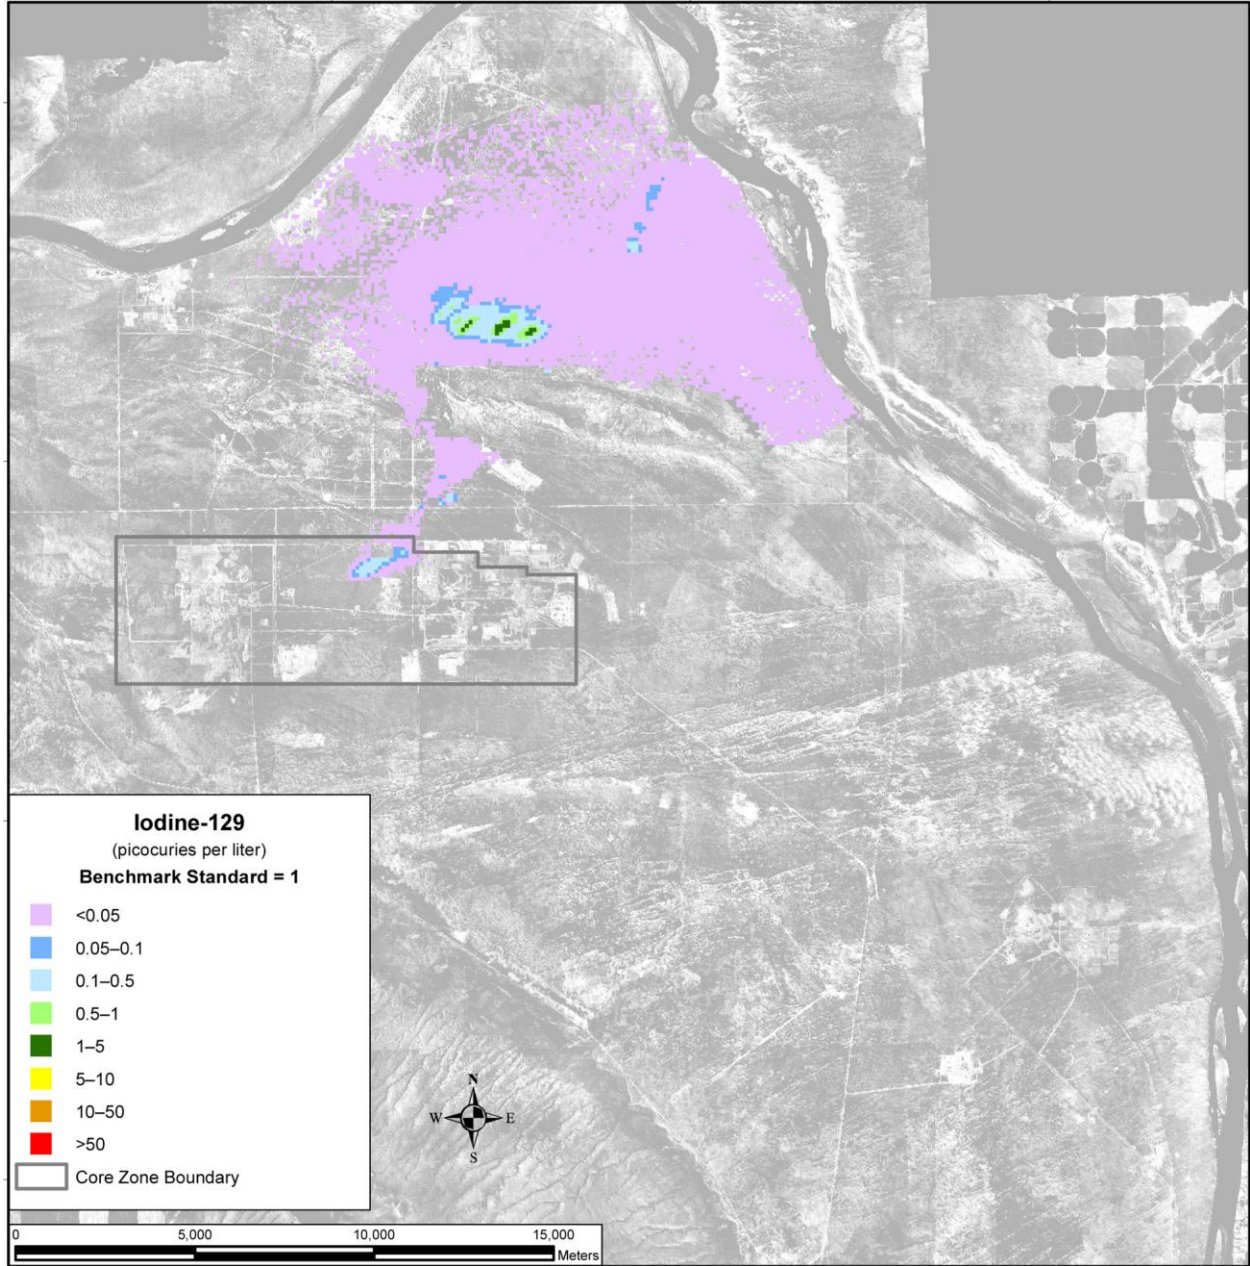 Iodine-129
(picocuries per liter)
Benchmark Standard = 1
<0.05
0.05–0.1
0.1–0.5
0.5–1
1–5
5–10
10–50
>50
Core Zone Boundary
N
W E
S
0 5,000 10,000 15,000
Meters